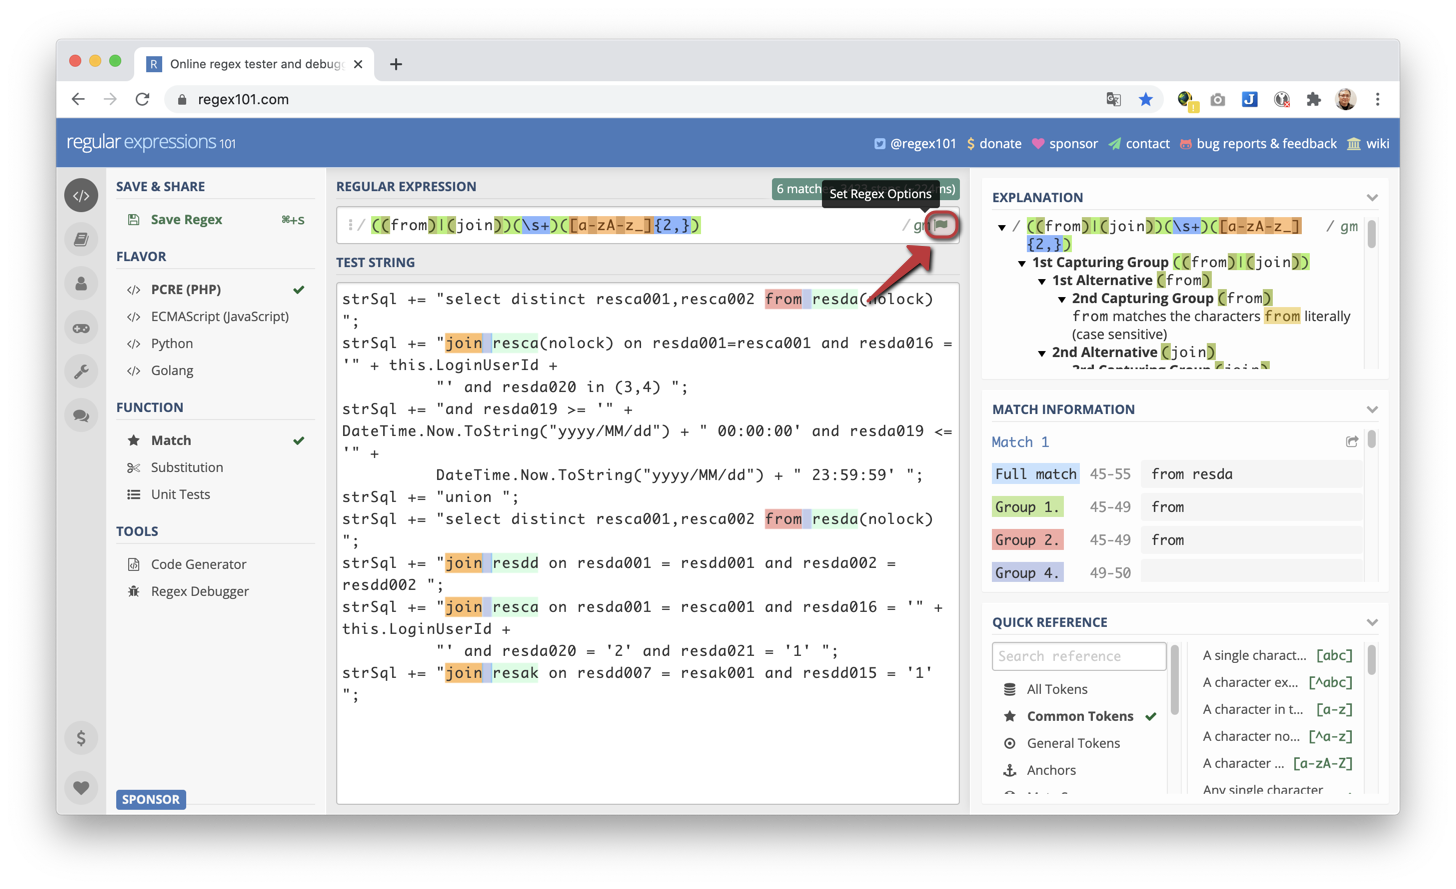 Online regex tester and debugg
regex101.com
regular expressions 101
@regex101
$ donate
sponsor
contact
bug reports & feedback
wiki
SAVE & SHARE
Save Regex
⌘+s
FLAVOR
</> PCRE (PHP)
</> ECMAScript (JavaScript)
</> Python
</> Golang
FUNCTION
Match
Substitution
Unit Tests
TOOLS
Code Generator
Regex Debugger
SPONSOR
REGULAR EXPRESSION
6 matche
ms)
Set Regex Options
/ ((from)|(join))(\s+)([a-zA-z_]{2,})
/ gm
TEST STRING
strSql += "select distinct resca001,resca002 from resda(nolock)
";
strSql += "join resca(nolock) on resda001=resca001 and resda016 =
'" + this.LoginUserId +
"' and resda020 in (3,4) ";
strSql += "and resda019 >= '" +
DateTime.Now.ToString("yyyy/MM/dd") + " 00:00:00' and resda019 <=
'" +
DateTime.Now.ToString("yyyy/MM/dd") + " 23:59:59' ";
strSql += "union ";
strSql += "select distinct resca001,resca002 from resda(nolock)
";
strSql += "join resdd on resda001 = resdd001 and resda002 =
resdd002 ";
strSql += "join resca on resda001 = resca001 and resda016 = '" +
this.LoginUserId +
"' and resda020 = '2' and resda021 = '1' ";
strSql += "join resak on resdd007 = resak001 and resdd015 = '1'
";
EXPLANATION
/ ((from)|(join))(\s+)([a-zA-z_]
{2,})
/ gm
1st Capturing Group ((from)|(join))
1st Alternative (from)
2nd Capturing Group (from)
from matches the characters from literally
(case sensitive)
2nd Alternative (join)
3rd Capturing Group (join)
MATCH INFORMATION
Match 1
Full match 45-55 from resda
Group 1. 45-49 from
Group 2. 45-49 from
Group 4. 49-50
QUICK REFERENCE
Search reference
All Tokens
Common Tokens
General Tokens
Anchors
A single charact... [abc]
A character ex... [^abc]
A character in t... [a-z]
A character no... [^a-z]
A character ... [a-zA-Z]
Any single character .